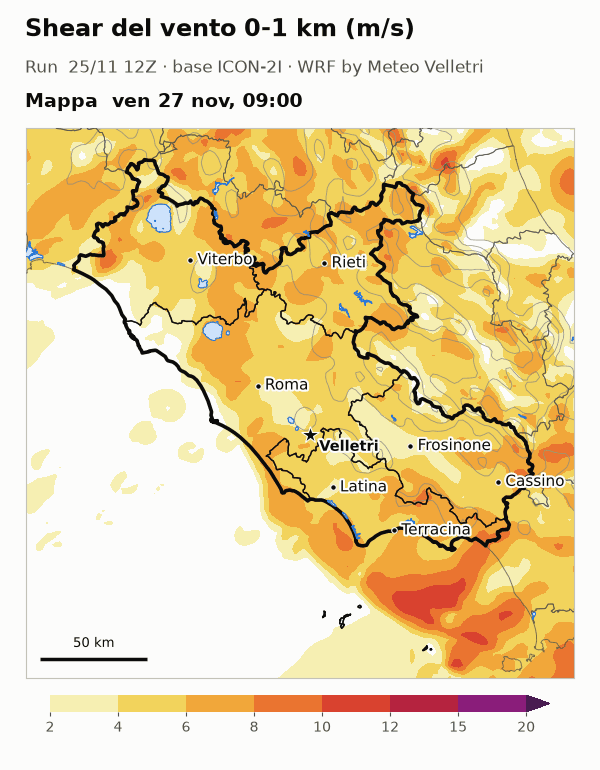 Shear del vento 0-1 km (m/s)
Run  25/11 12Z · base ICON-2I · WRF by Meteo Velletri
Mappa  ven 27 nov, 09:00
Viterbo
Rieti
Roma
Velletri
Frosinone
Cassino
Latina
Terracina
50 km
2 4 6 8 10 12 15 20